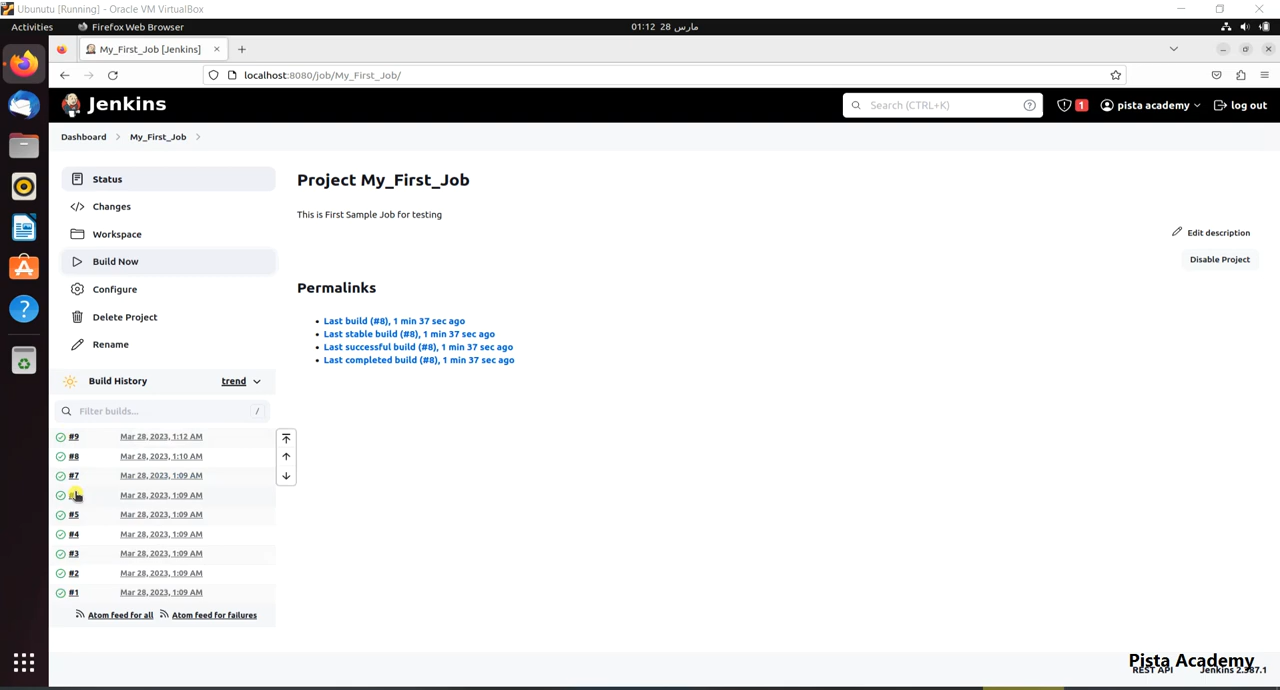 Ubunutu [Running] - Oracle VM VirtualBox
Activities
Firefox Web Browser
01:12 28 مارس
My_First_Job [Jenkins]
localhost:8080/job/My_First_Job/
Jenkins
Search (CTRL+K)
1
pista academy
log out
Dashboard
My_First_Job
Status
Changes
Workspace
Build Now
Configure
Delete Project
Rename
Project My_First_Job
This is First Sample Job for testing
Edit description
Disable Project
Permalinks
Last build (#8), 1 min 37 sec ago
Last stable build (#8), 1 min 37 sec ago
Last successful build (#8), 1 min 37 sec ago
Last completed build (#8), 1 min 37 sec ago
Build History trend
Filter builds... /
#9 Mar 28, 2023, 1:12 AM
#8 Mar 28, 2023, 1:10 AM
#7 Mar 28, 2023, 1:09 AM
Mar 28, 2023, 1:09 AM
#5 Mar 28, 2023, 1:09 AM
#4 Mar 28, 2023, 1:09 AM
#3 Mar 28, 2023, 1:09 AM
#2 Mar 28, 2023, 1:09 AM
#1 Mar 28, 2023, 1:09 AM
Atom feed for all Atom feed for failures
Pista Academy
REST API
Jenkins 2.387.1